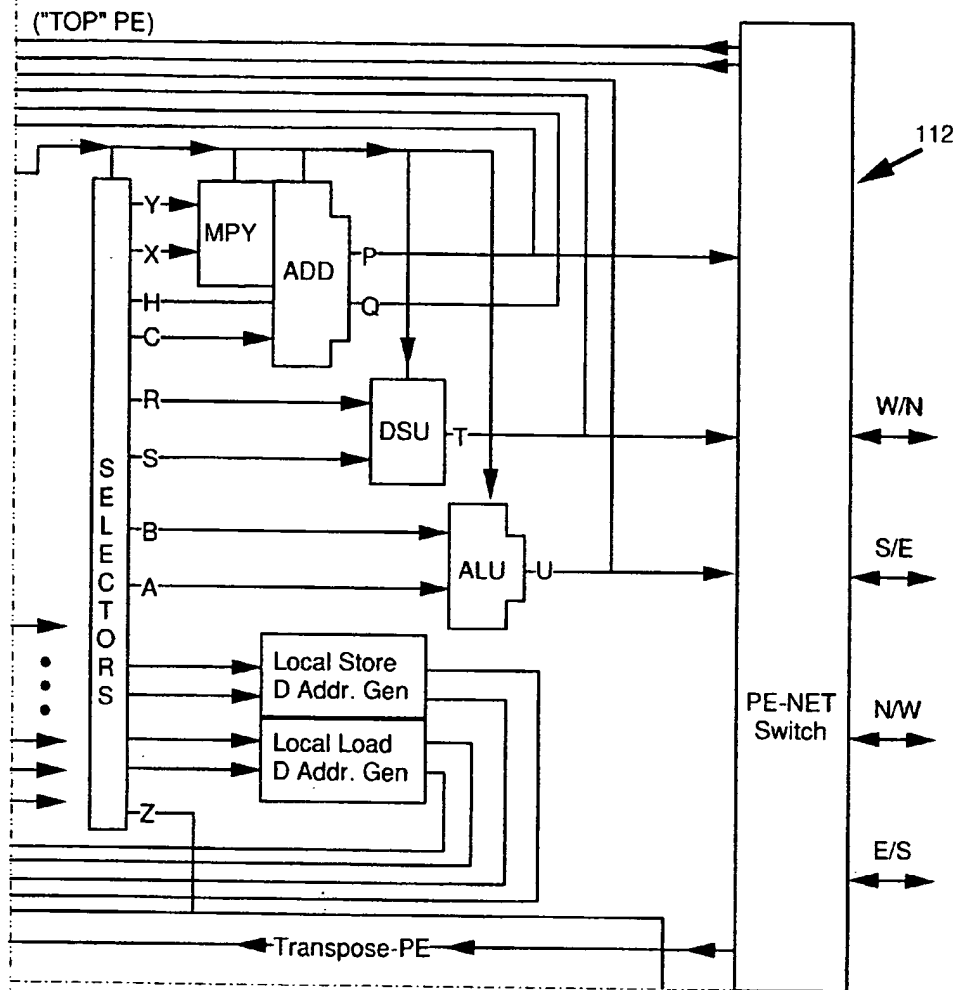 ("TOP" PE)
112
Y
MPY
X
ADD
P
H
Q
C
R
DSU
T
S
W/N
SELECTORS
B
ALU
U
S/E
A
Local Store
D Addr. Gen
PE-NET
Switch
N/W
Local Load
D Addr. Gen
Z
E/S
Transpose-PE